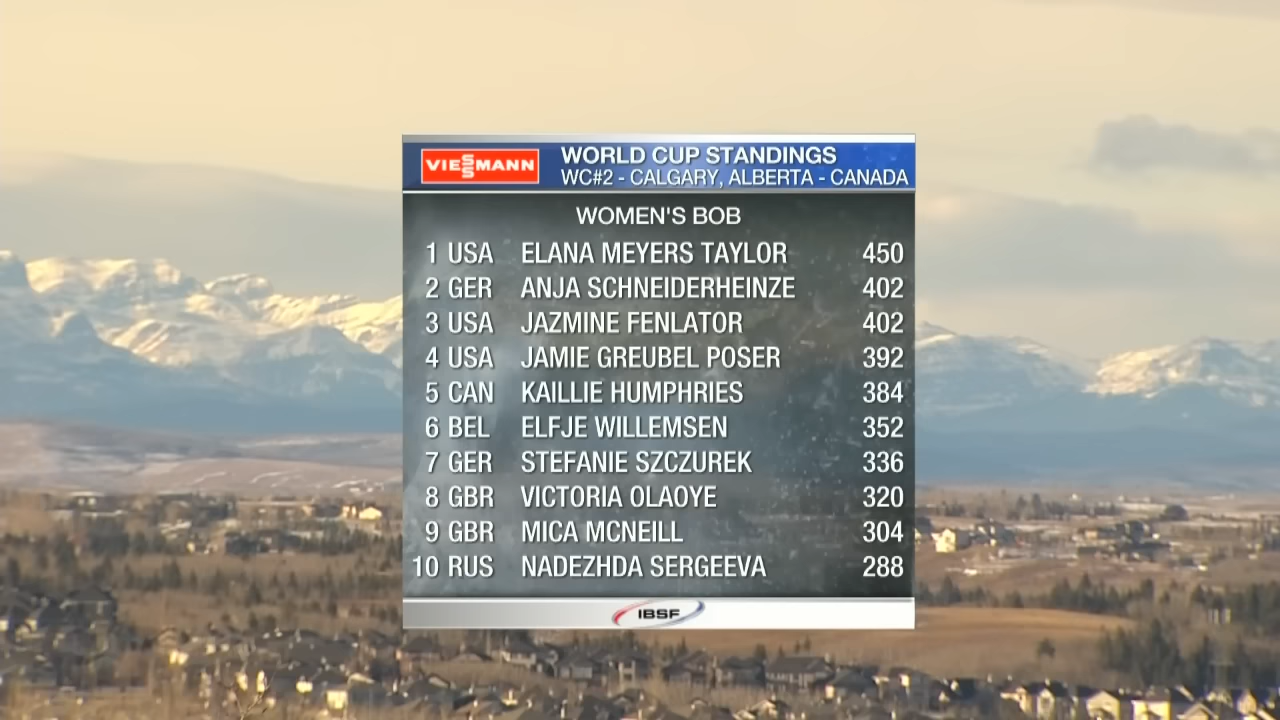 VIESSMANN
WORLD CUP STANDINGS
WC#2 - CALGARY, ALBERTA - CANADA
WOMEN'S BOB
1 USA ELANA MEYERS TAYLOR 450
2 GER ANJA SCHNEIDERHEINZE 402
3 USA JAZMINE FENLATOR 402
4 USA JAMIE GREUBEL POSER 392
5 CAN KAILLIE HUMPHRIES 384
6 BEL ELFJE WILLEMSEN 352
7 GER STEFANIE SZCZUREK 336
8 GBR VICTORIA OLAOYE 320
9 GBR MICA MCNEILL 304
10 RUS NADEZHDA SERGEEVA 288
IBSF